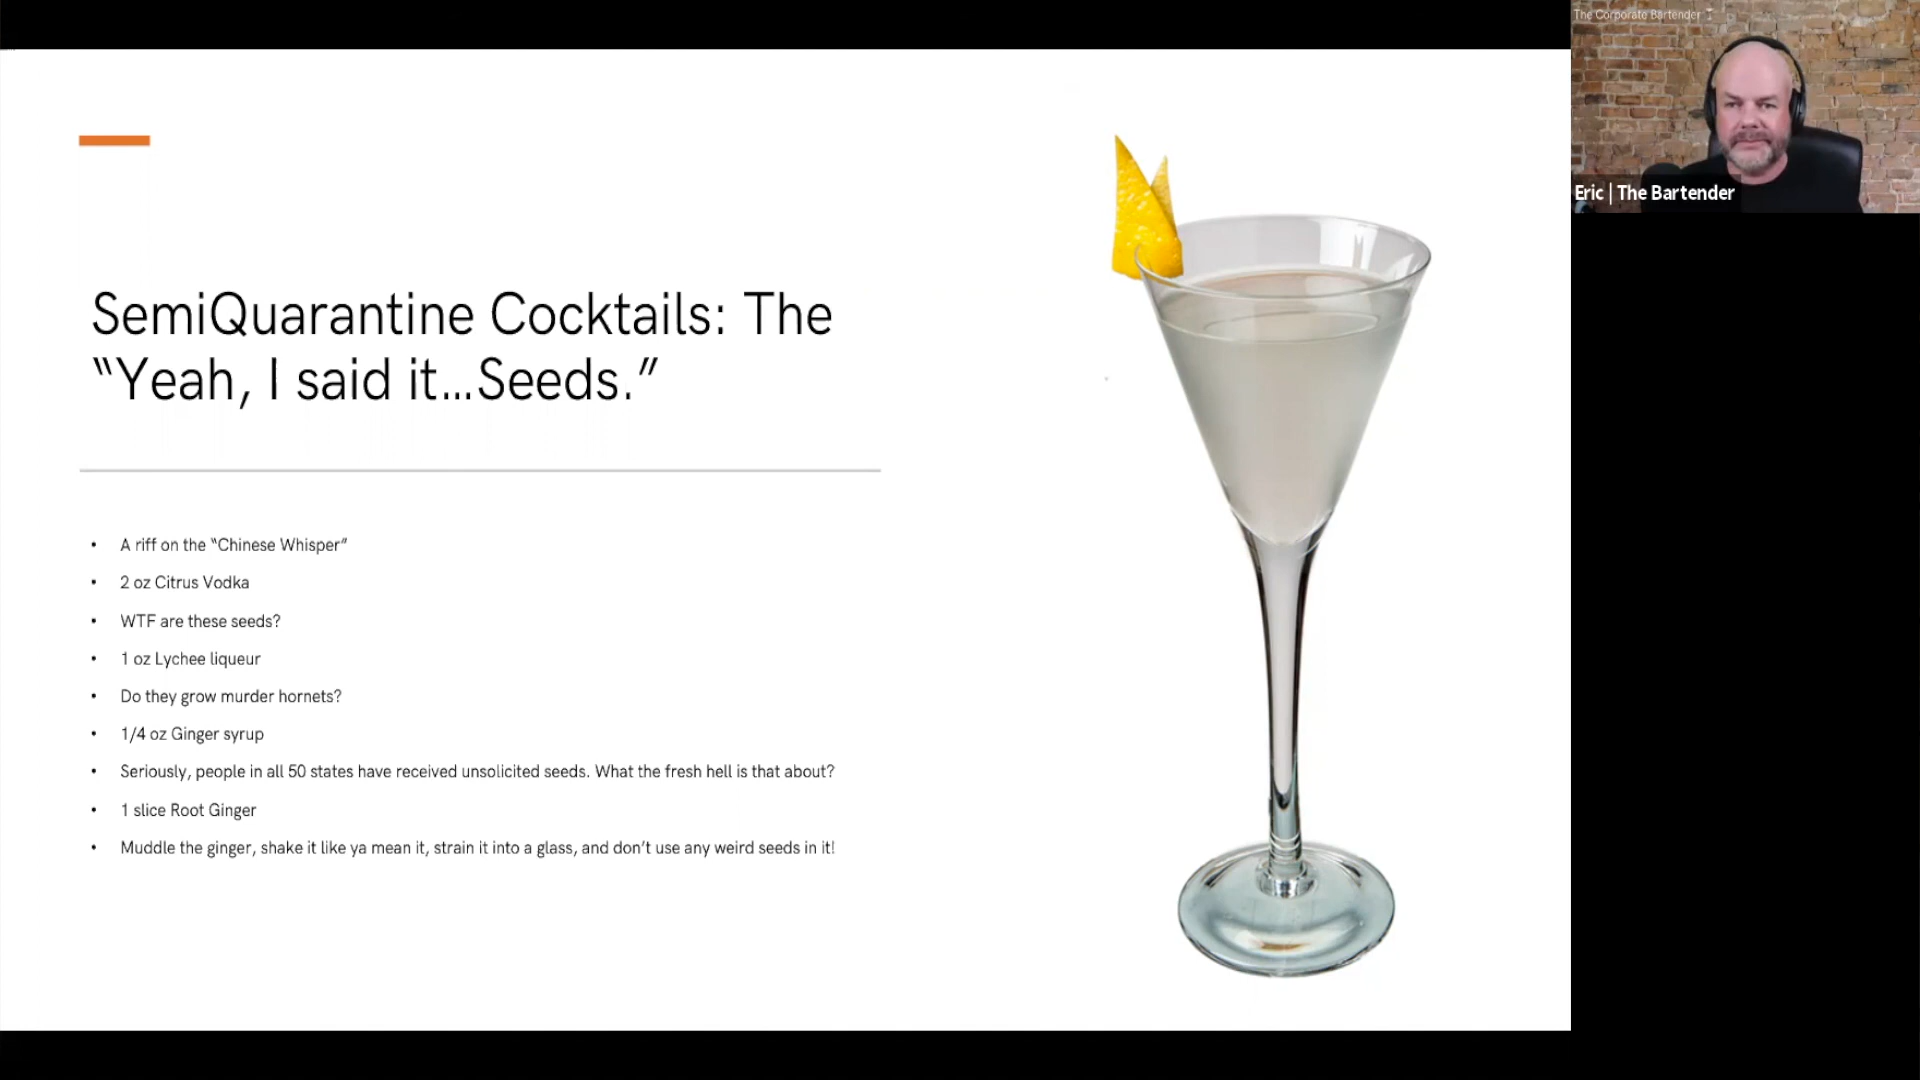 The Corporate Bartender
Eric | The Bartender
SemiQuarantine Cocktails: The
“Yeah, I said it...Seeds.”
• A riff on the “Chinese Whisper”
• 2 oz Citrus Vodka
• WTF are these seeds?
• 1 oz Lychee liqueur
• Do they grow murder hornets?
• 1/4 oz Ginger syrup
• Seriously, people in all 50 states have received unsolicited seeds. What the fresh hell is that about?
• 1 slice Root Ginger
• Muddle the ginger, shake it like ya mean it, strain it into a glass, and don’t use any weird seeds in it!